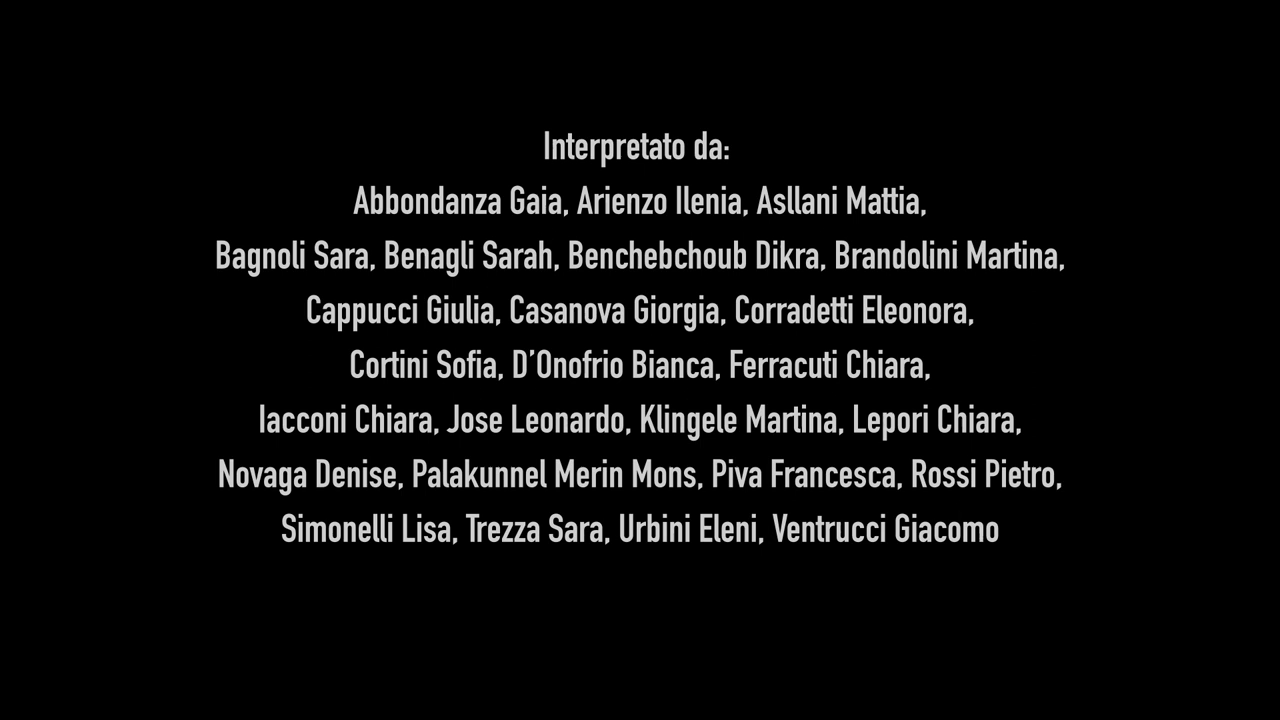 Interpretato da:
Abbondanza Gaia, Arienzo Ilenia, Asllani Mattia,
Bagnoli Sara, Benagli Sarah, Benchebchoub Dikra, Brandolini Martina,
Cappucci Giulia, Casanova Giorgia, Corradetti Eleonora,
Cortini Sofia, D’Onofrio Bianca, Ferracuti Chiara,
Iacconi Chiara, Jose Leonardo, Klingele Martina, Lepori Chiara,
Novaga Denise, Palakunnel Merin Mons, Piva Francesca, Rossi Pietro,
Simonelli Lisa, Trezza Sara, Urbini Eleni, Ventrucci Giacomo